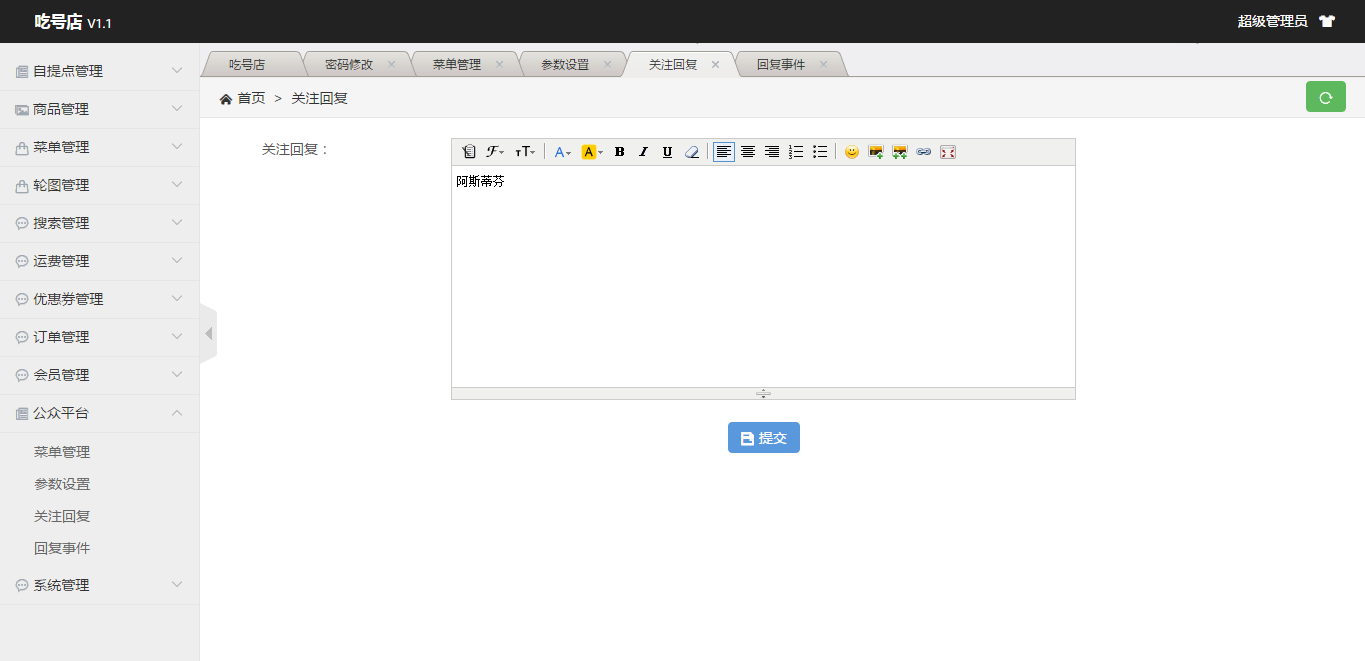 吃号店 V1.1
超级管理员
自提点管理
商品管理
菜单管理
轮图管理
搜索管理
运费管理
优惠券管理
订单管理
会员管理
公众平台
菜单管理
参数设置
关注回复
回复事件
系统管理
吃号店 密码修改 菜单管理 参数设置 关注回复 回复事件
首页 > 关注回复
关注回复：
阿斯蒂芬
提交